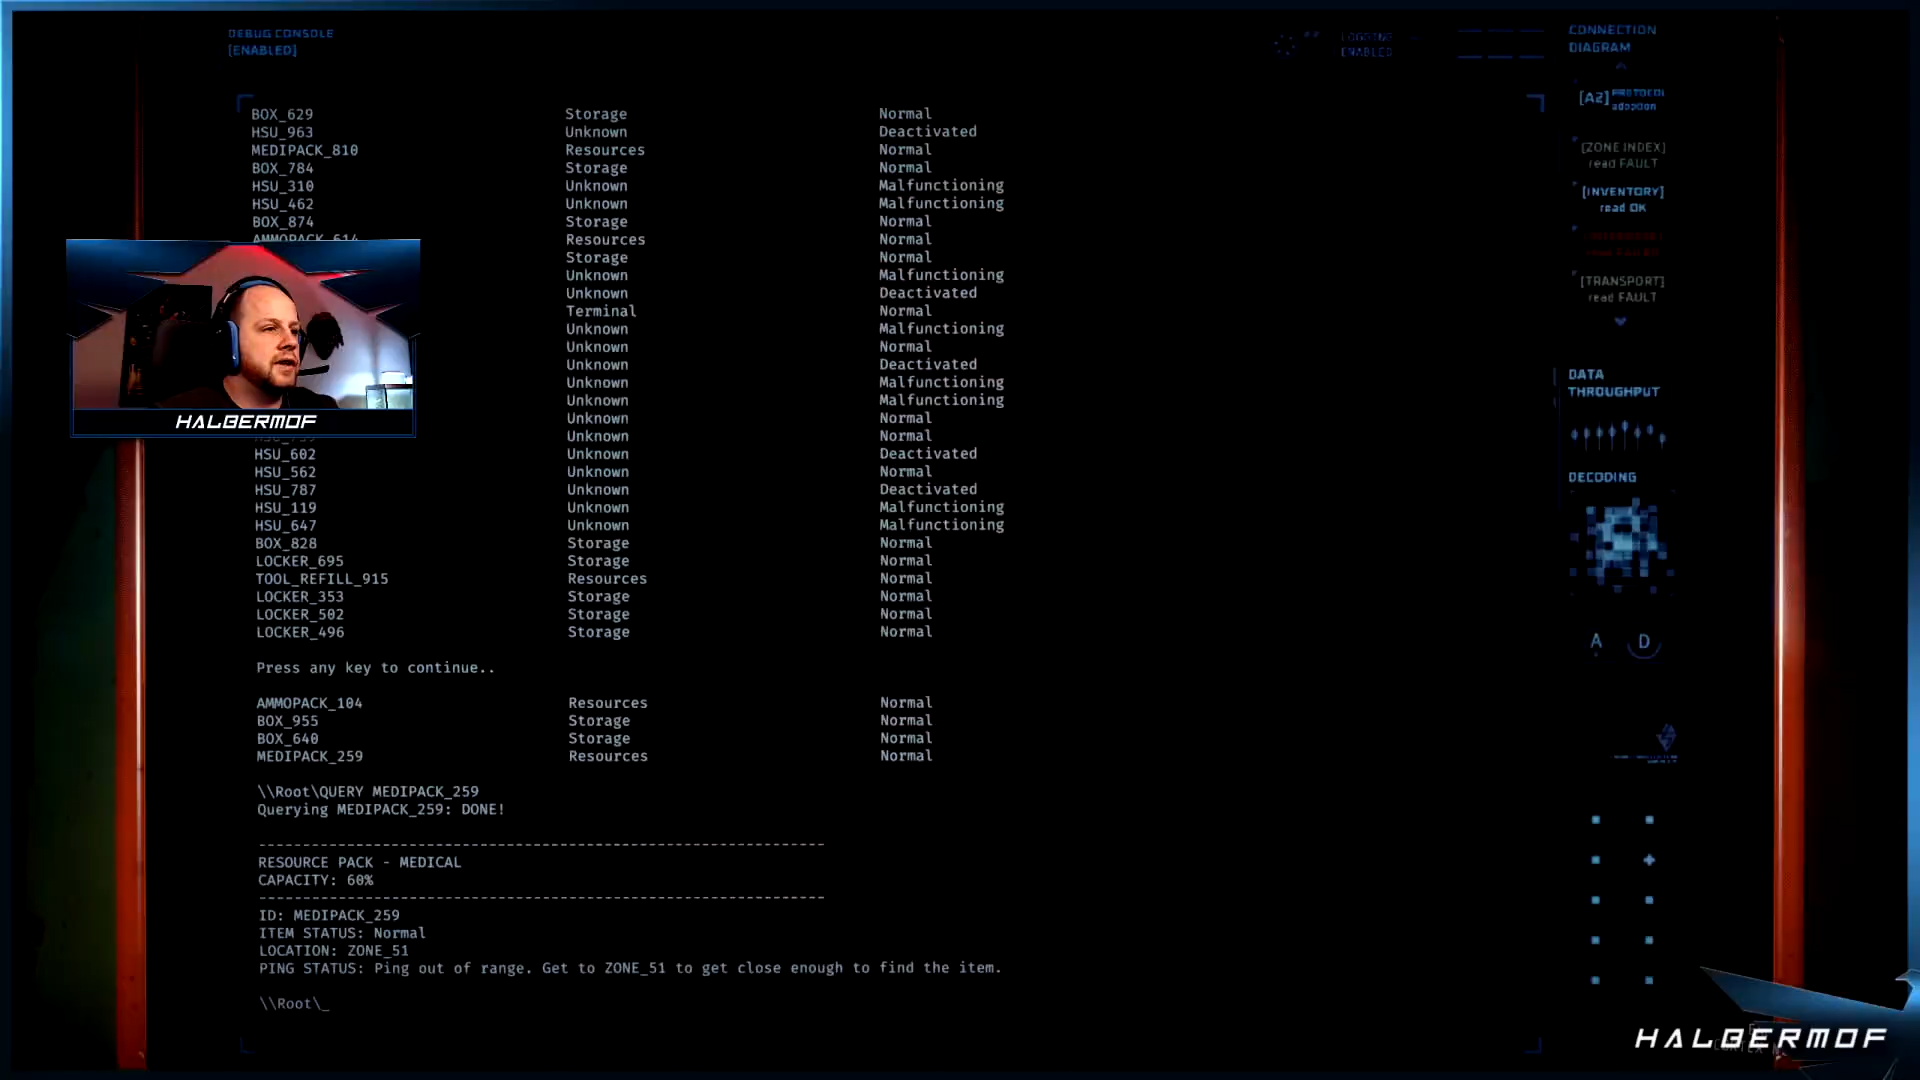 DEBUG CONSOLE
[ENABLED]
LOGGING
ENABLED
CONNECTION
DIAGRAM
BOX_629 Storage Normal
HSU_963 Unknown Deactivated
MEDIPACK_810 Resources Normal
BOX_784 Storage Normal
HSU_310 Unknown Malfunctioning
HSU_462 Unknown Malfunctioning
BOX_874 Storage Normal
AMMOPACK_614 Resources Normal
Storage Normal
Unknown Malfunctioning
Unknown Deactivated
Terminal Normal
Unknown Malfunctioning
Unknown Normal
Unknown Deactivated
Unknown Malfunctioning
Unknown Malfunctioning
Unknown Normal
Unknown Normal
HSU_602 Unknown Deactivated
HSU_562 Unknown Normal
HSU_787 Unknown Deactivated
HSU_119 Unknown Malfunctioning
HSU_647 Unknown Malfunctioning
BOX_828 Storage Normal
LOCKER_695 Storage Normal
TOOL_REFILL_915 Resources Normal
LOCKER_353 Storage Normal
LOCKER_502 Storage Normal
LOCKER_496 Storage Normal
Press any key to continue..
AMMOPACK_104 Resources Normal
BOX_955 Storage Normal
BOX_640 Storage Normal
MEDIPACK_259 Resources Normal
\\Root\QUERY MEDIPACK_259
Querying MEDIPACK_259: DONE!
----------------------------------------------------------------
RESOURCE PACK - MEDICAL
CAPACITY: 60%
----------------------------------------------------------------
ID: MEDIPACK_259
ITEM STATUS: Normal
LOCATION: ZONE_51
PING STATUS: Ping out of range. Get to ZONE_51 to get close enough to find the item.
\\Root\_
HALBERMOF
[A2] PROTOCOL
adoption
[ZONE INDEX]
read FAULT
[INVENTORY]
read OK
[TRANSPORT]
read FAULT
DATA
THROUGHPUT
DECODING
A D
HALBERMOF